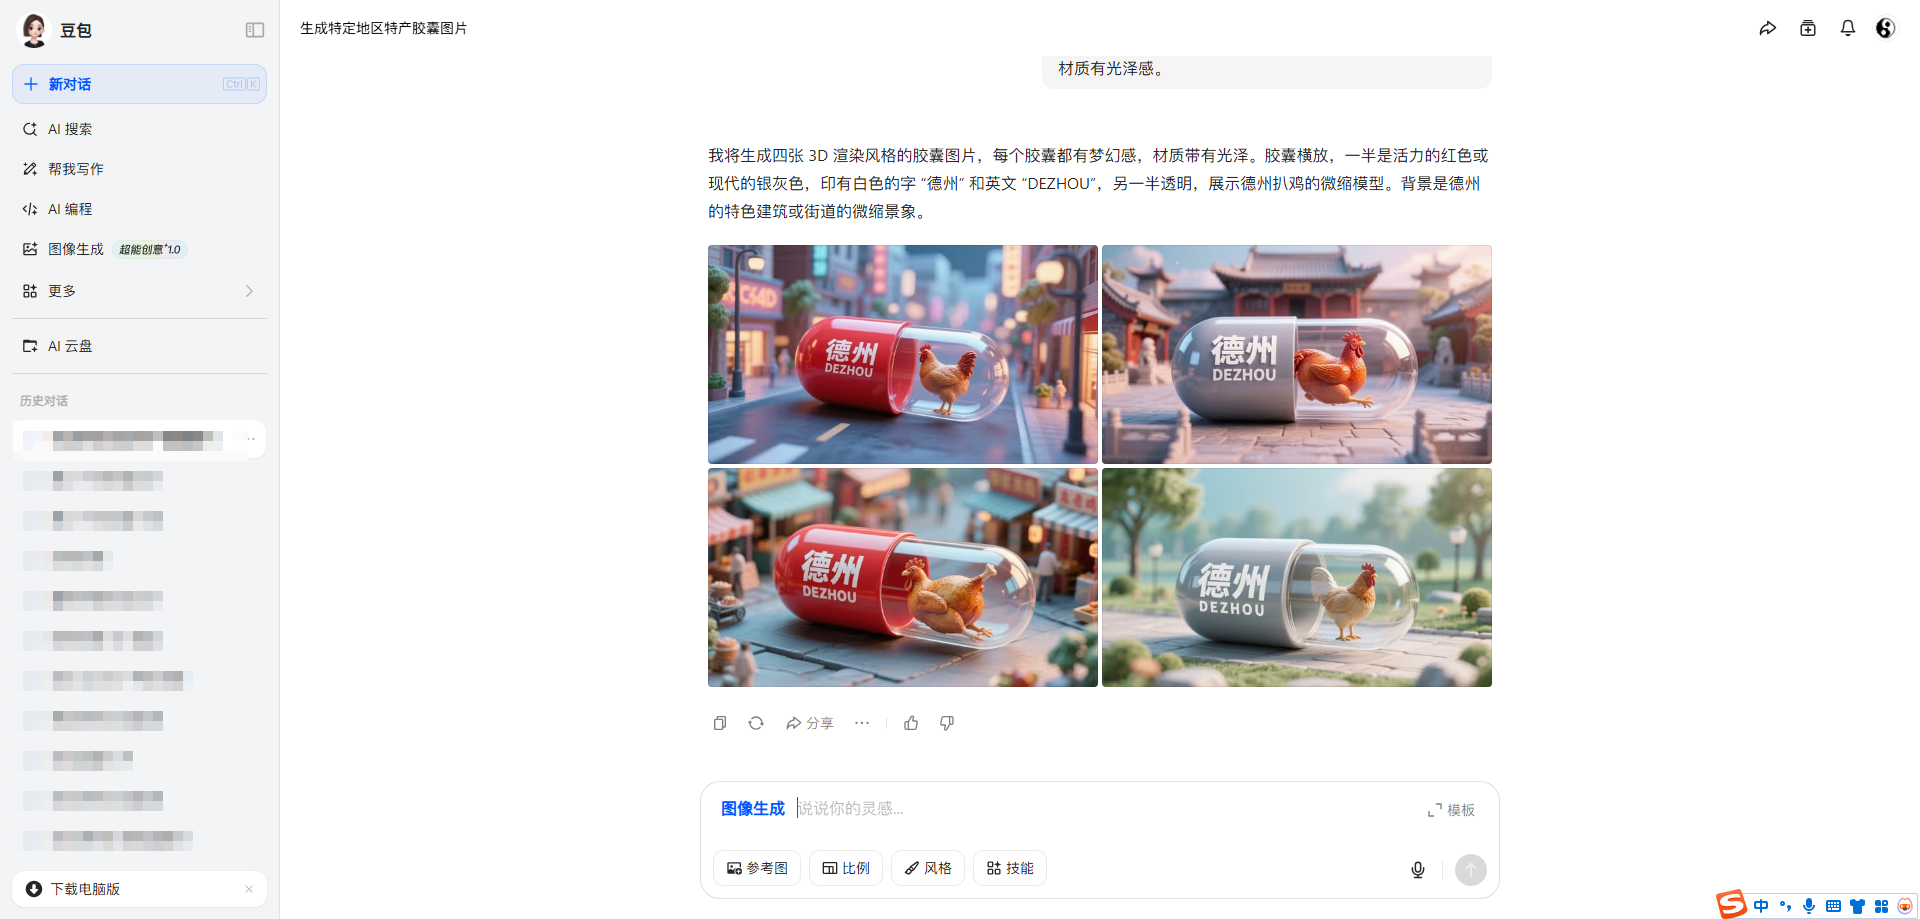 豆包
新对话
Ctrl K
AI 搜索
帮我写作
AI 编程
图像生成 超能创意1.0
更多
AI 云盘
历史对话
下载电脑版
生成特定地区特产胶囊图片
材质有光泽感。
我将生成四张 3D 渲染风格的胶囊图片，每个胶囊都有梦幻感，材质带有光泽。胶囊横放，一半是活力的红色或
现代的银灰色，印有白色的字 “德州” 和英文 “DEZHOU”，另一半透明，展示德州扒鸡的微缩模型。背景是德州
的特色建筑或街道的微缩景象。
德州
DEZHOU
德州
DEZHOU
德州
DEZHOU
德州
DEZHOU
分享
图像生成 说说你的灵感...
模板
参考图 比例 风格 技能
中